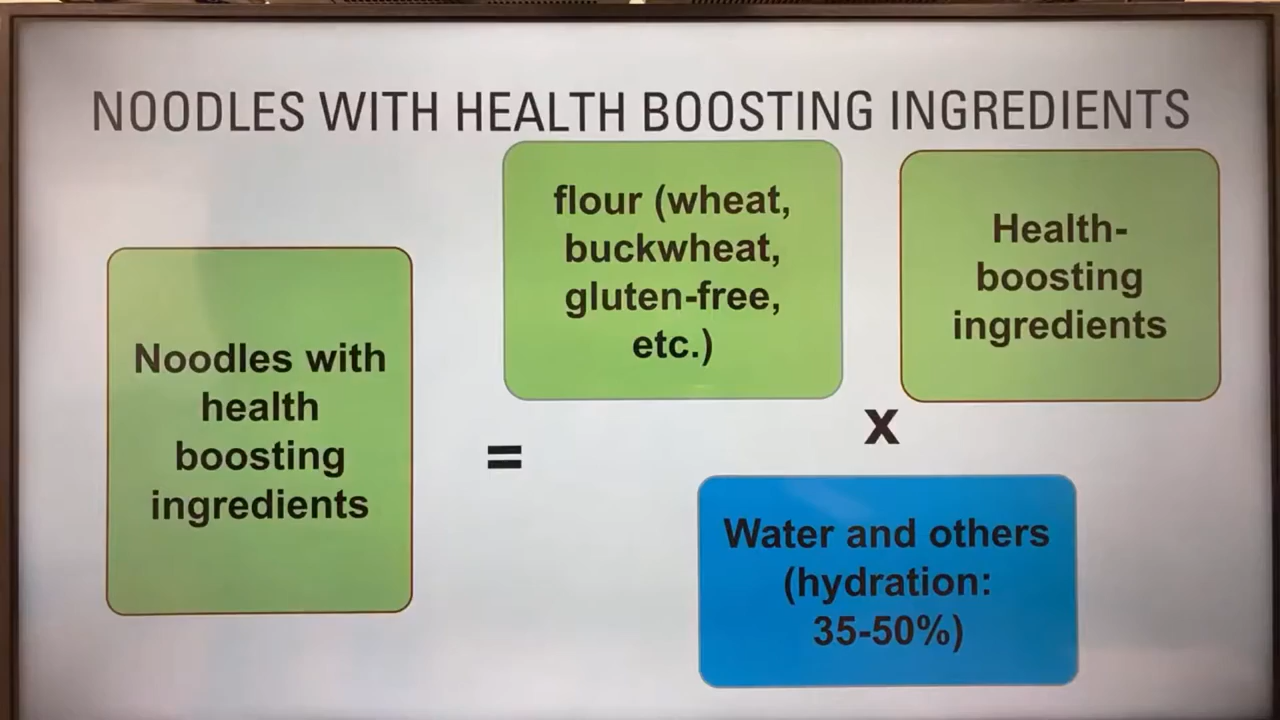 NOODLES WITH HEALTH BOOSTING INGREDIENTS
Noodles with
health
boosting
ingredients
=
flour (wheat,
buckwheat,
gluten-free,
etc.)
x
Health-
boosting
ingredients
Water and others
(hydration:
35-50%)